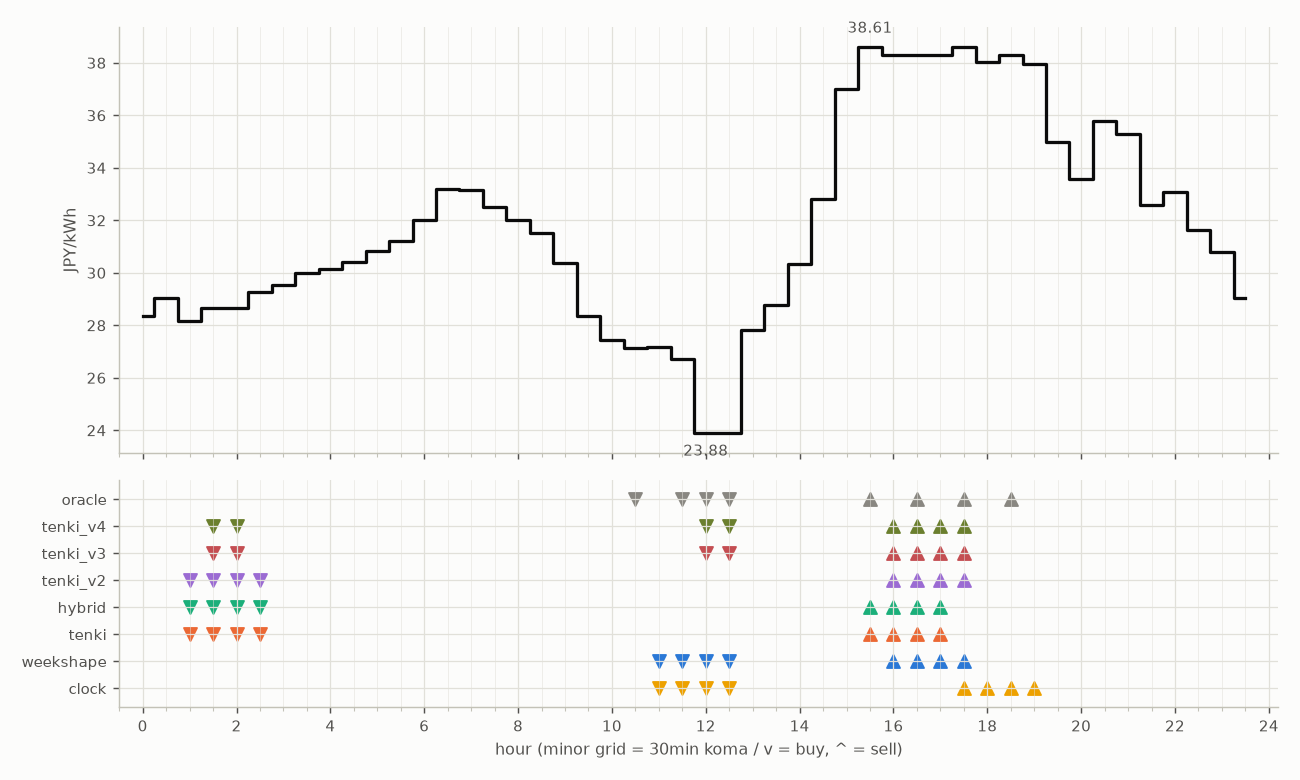 38.61
38
36
34
32
30
28
26
24
JPY/kWh
23.88
oracle
tenki_v4
tenki_v3
tenki_v2
hybrid
tenki
weekshape
clock
0 2 4 6 8 10 12 14 16 18 20 22 24
hour (minor grid = 30min koma / v = buy, ^ = sell)